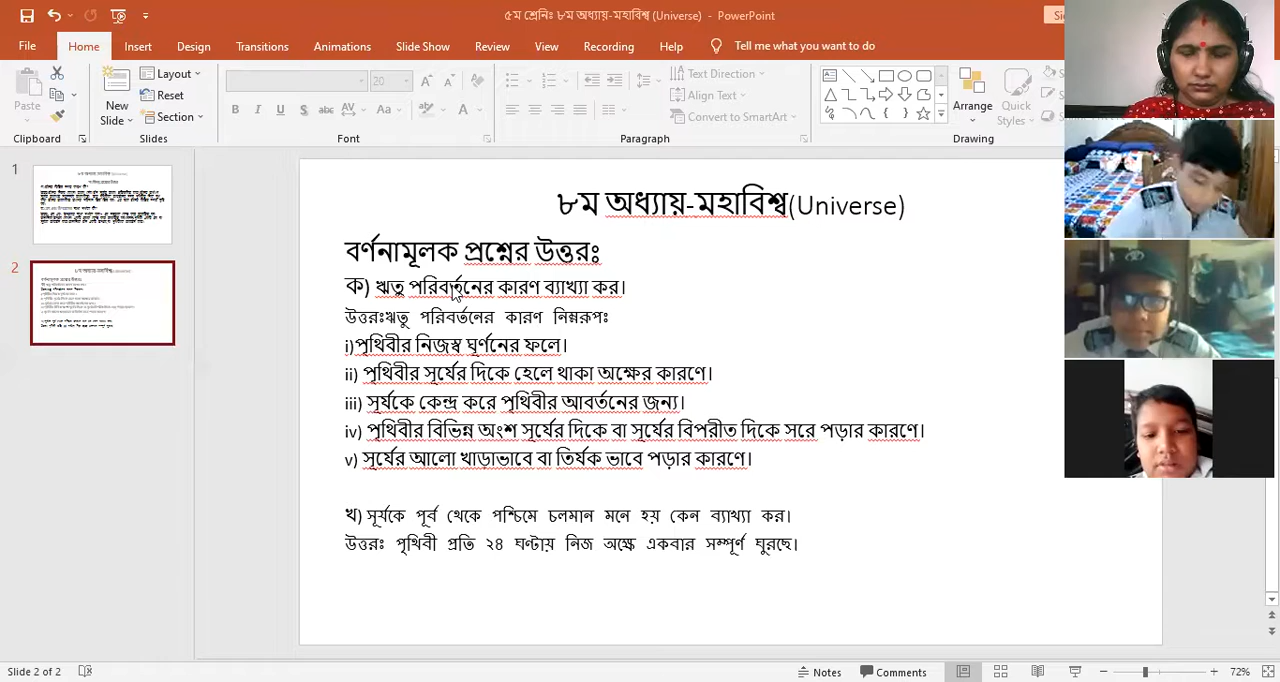 ৫ম শ্রেনিঃ ৮ম অধ্যায়-মহাবিশ্ব (Universe) - PowerPoint
File Home Insert Design Transitions Animations Slide Show Review View Recording Help Tell me what you want to do
Paste
New Slide
Layout
Reset
Section
20
Text Direction
Align Text
Convert to SmartArt
Arrange
Quick Styles
Clipboard Slides Font Paragraph Drawing
1
2
৮ম অধ্যায়-মহাবিশ্ব(Universe)
বর্ণনামূলক প্রশ্নের উত্তরঃ
ক) ঋতু পরিবর্তনের কারণ ব্যাখ্যা কর।
উত্তরঃঋতু পরিবর্তনের কারণ নিম্নরূপঃ
i)পৃথিবীর নিজস্ব ঘূর্ণনের ফলে।
ii) পৃথিবীর সূর্যের দিকে হেলে থাকা অক্ষের কারণে।
iii) সূর্যকে কেন্দ্র করে পৃথিবীর আবর্তনের জন্য।
iv) পৃথিবীর বিভিন্ন অংশ সূর্যের দিকে বা সূর্যের বিপরীত দিকে সরে পড়ার কারণে।
v) সূর্যের আলো খাড়াভাবে বা তির্যক ভাবে পড়ার কারণে।
খ) সূর্যকে পূর্ব থেকে পশ্চিমে চলমান মনে হয় কেন ব্যাখ্যা কর।
উত্তরঃ পৃথিবী প্রতি ২৪ ঘণ্টায় নিজ অক্ষে একবার সম্পূর্ণ ঘুরছে।
Slide 2 of 2 Notes Comments 72%